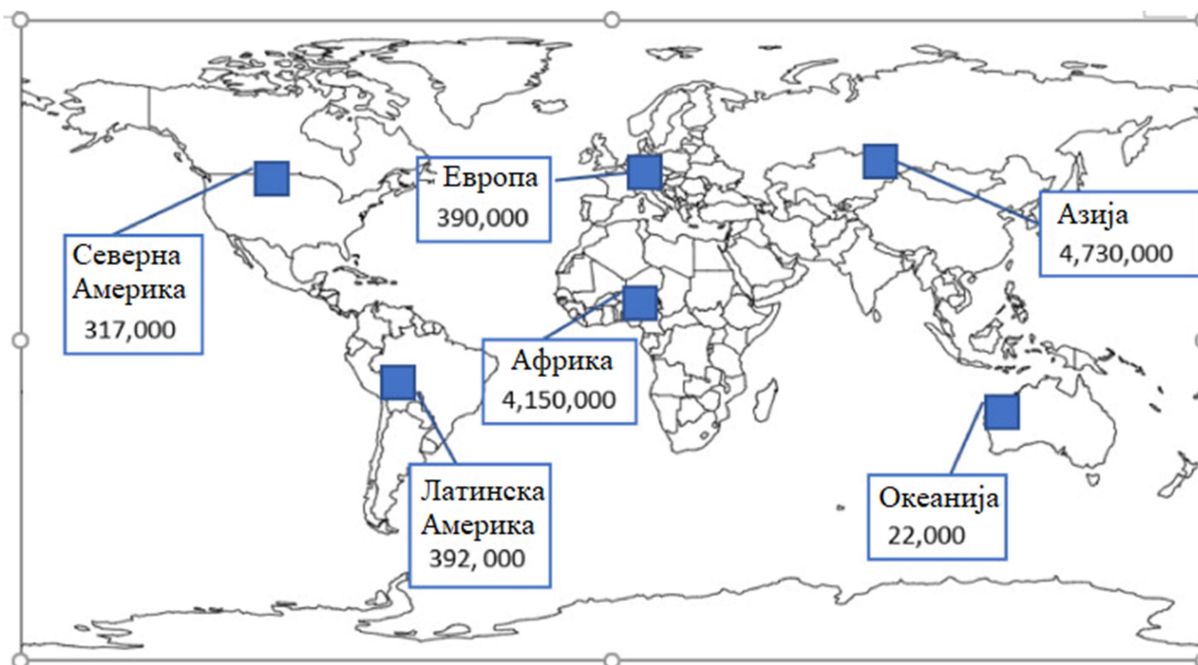 Европа
390,000
Азија
4,730,000
Северна
Америка
317,000
Африка
4,150,000
Латинска
Америка
392, 000
Океанија
22,000